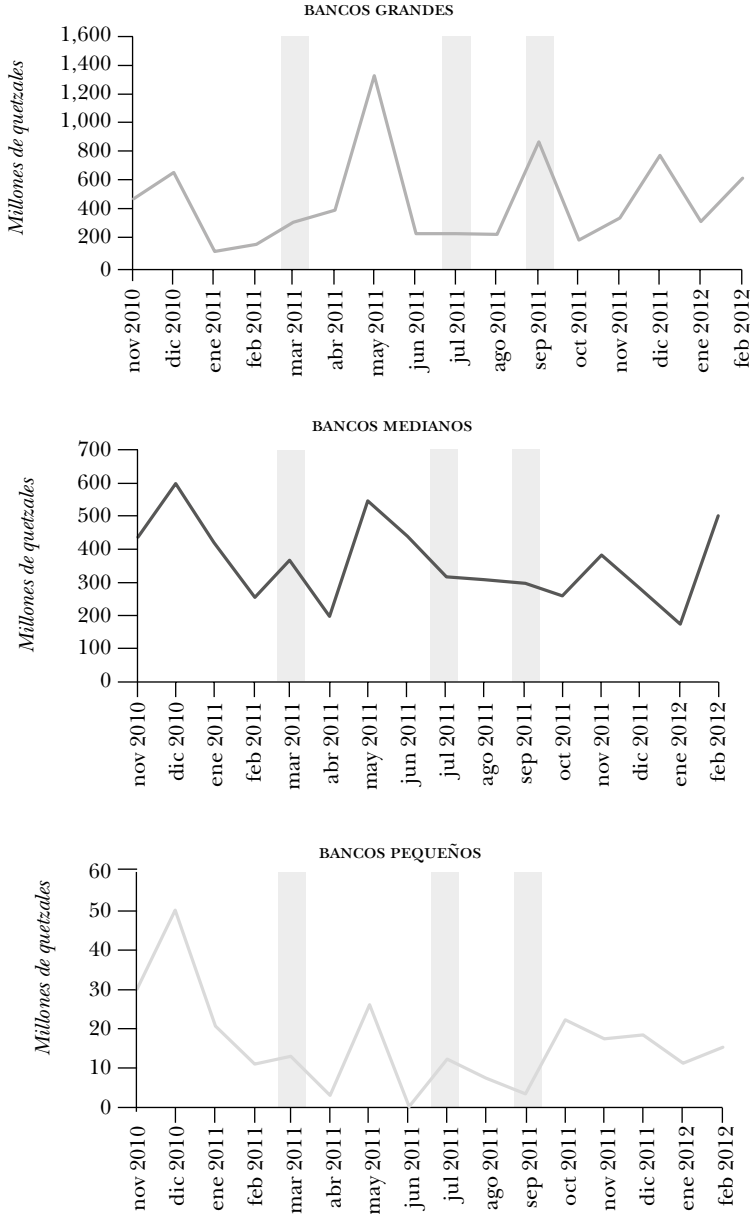 BANCOS GRANDES
Millones de quetzales
1,600
1,400
1,200
1,000
800
600
400
200
0
nov 2010
dic 2010
ene 2011
feb 2011
mar 2011
abr 2011
may 2011
jun 2011
jul 2011
ago 2011
sep 2011
oct 2011
nov 2011
dic 2011
ene 2012
feb 2012
BANCOS MEDIANOS
Millones de quetzales
700
600
500
400
300
200
100
0
nov 2010
dic 2010
ene 2011
feb 2011
mar 2011
abr 2011
may 2011
jun 2011
jul 2011
ago 2011
sep 2011
oct 2011
nov 2011
dic 2011
ene 2012
feb 2012
BANCOS PEQUEÑOS
Millones de quetzales
60
50
40
30
20
10
0
nov 2010
dic 2010
ene 2011
feb 2011
mar 2011
abr 2011
may 2011
jun 2011
jul 2011
ago 2011
sep 2011
oct 2011
nov 2011
dic 2011
ene 2012
feb 2012